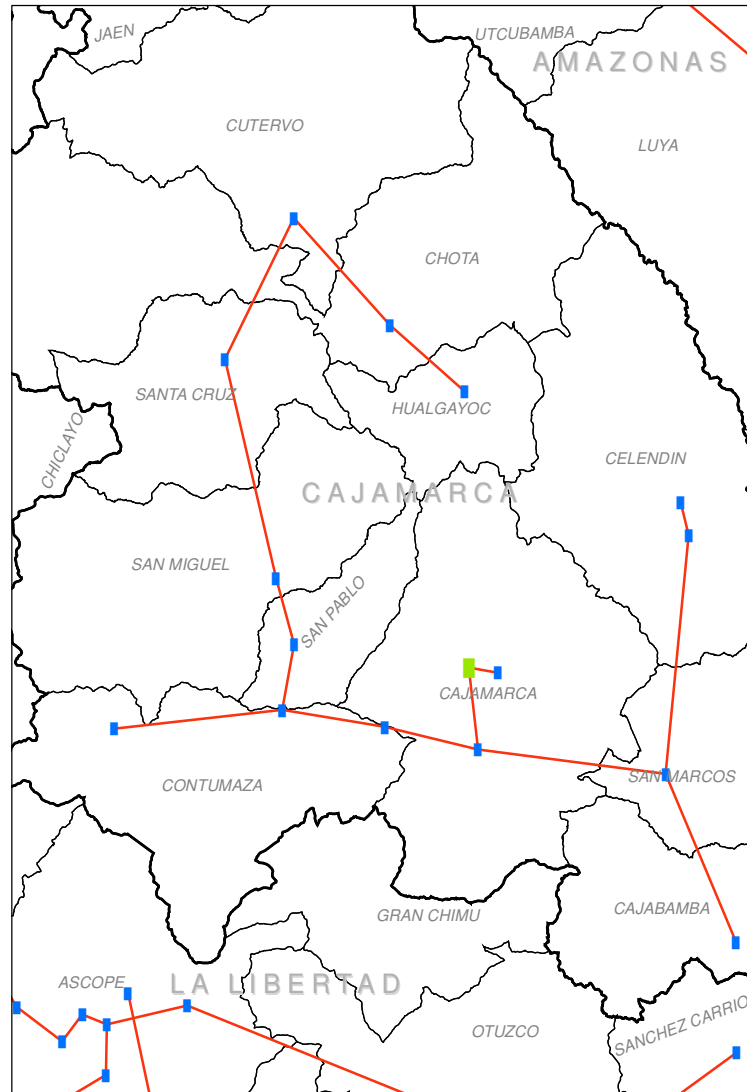 JAEN
UTCUBAMBA
AMAZONAS
CUTERVO
LUYA
CHOTA
SANTA CRUZ
HUALGAYOC
CHICLAYO
CELENDIN
CAJAMARCA
SAN MIGUEL
SAN PABLO
CAJAMARCA
SAN MARCOS
CONTUMAZA
CAJABAMBA
GRAN CHIMU
ASCOPE
LA LIBERTAD
SANCHEZ CARRIO
OTUZCO